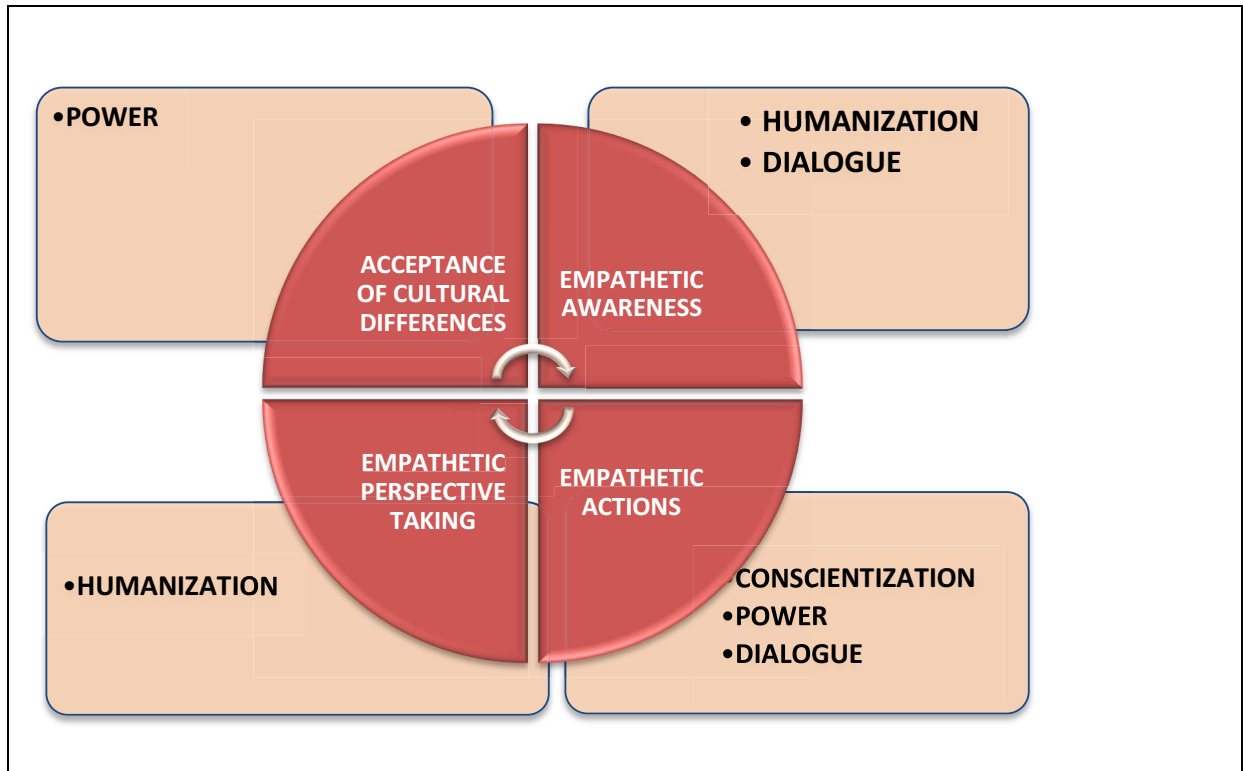 •POWER
• HUMANIZATION
• DIALOGUE
ACCEPTANCE
OF CULTURAL
DIFFERENCES
EMPATHETIC
AWARENESS
EMPATHETIC
PERSPECTIVE
TAKING
EMPATHETIC
ACTIONS
•HUMANIZATION
•CONSCIENTIZATION
•POWER
•DIALOGUE